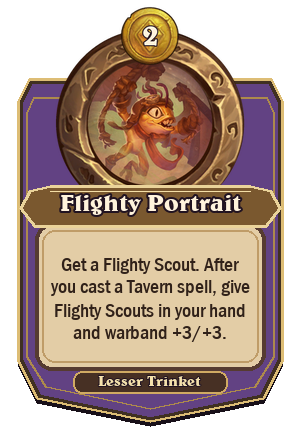 2
Flighty Portrait
Get a Flighty Scout. After
you cast a Tavern spell, give
Flighty Scouts in your hand
and warband +3/+3.
Lesser Trinket